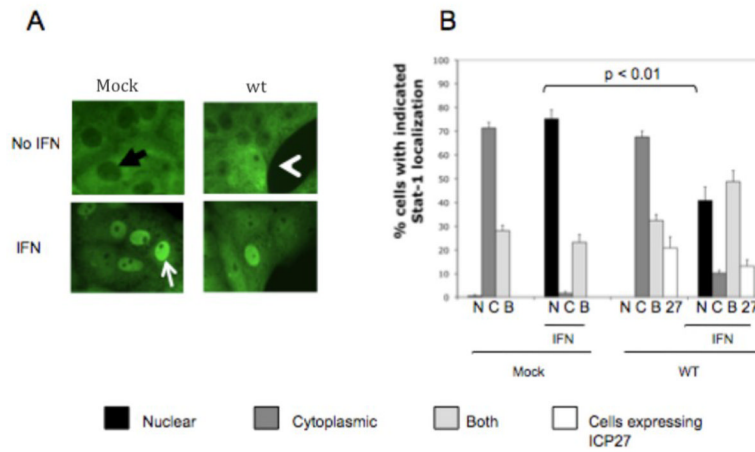 A
B
Mock
wt
No IFN
IFN
p < 0.01
% cells with indicated
Stat-1 localization
100
90
80
70
60
50
40
30
20
10
0
N C B
N C B
N C B 27
N C B 27
IFN
IFN
Mock
WT
Nuclear
Cytoplasmic
Both
Cells expressing
ICP27